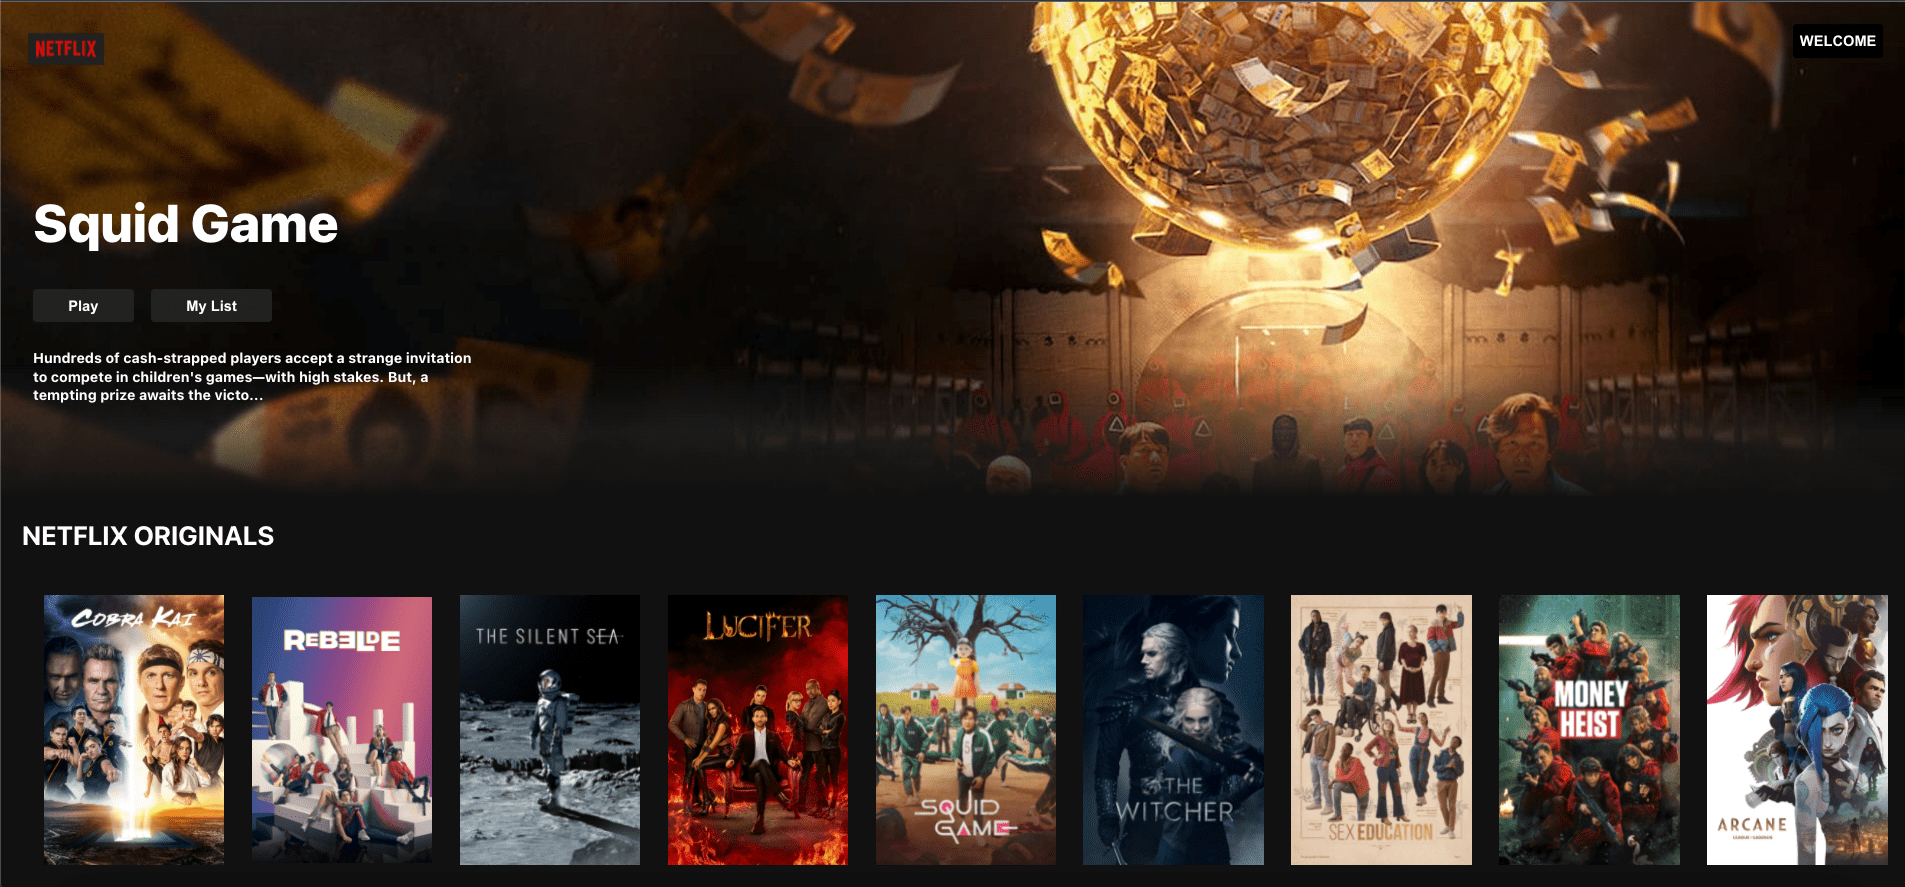 NETFLIX
WELCOME
Squid Game
Play
My List
Hundreds of cash-strapped players accept a strange invitation
to compete in children's games—with high stakes. But, a
tempting prize awaits the victo...
NETFLIX ORIGINALS
COBRA KAI
REBELDE
THE SILENT SEA
LUCIFER
SQUID
GAME
THE
WITCHER
SEX EDUCATION
MONEY
HEIST
ARCANE